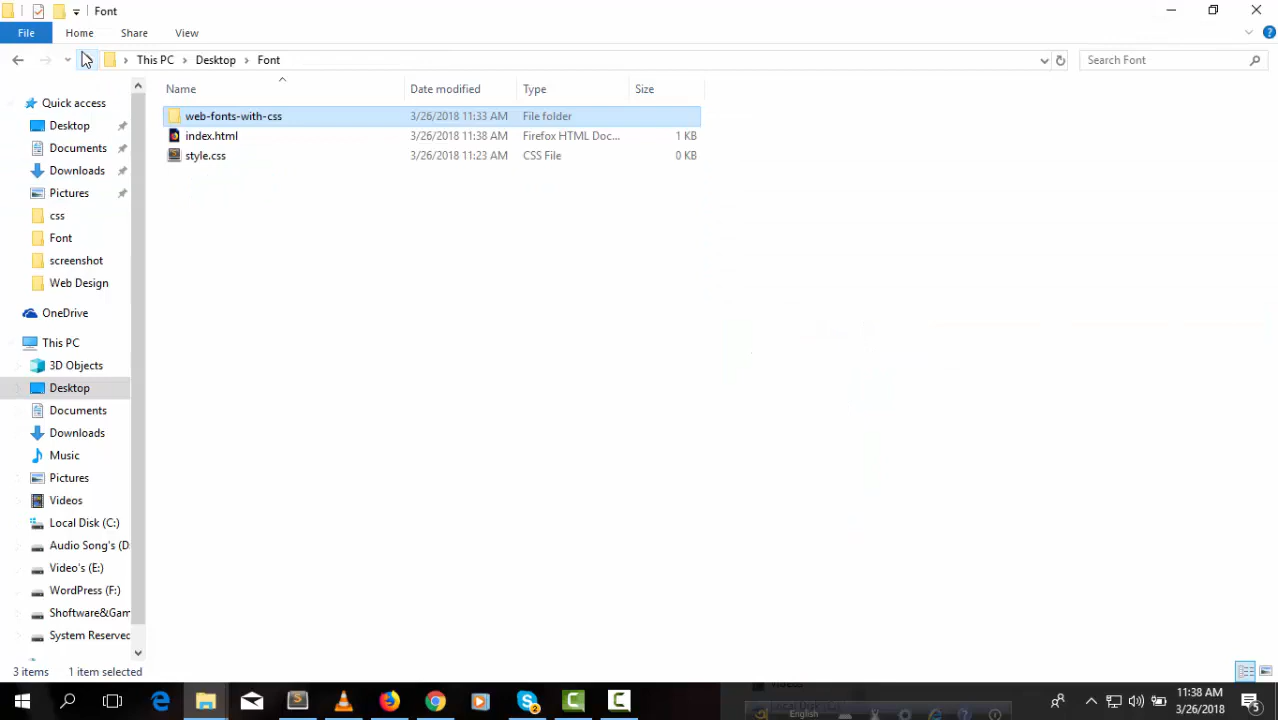 Font
File Home Share View
This PC Desktop Font Search Font
Name Date modified Type Size
web-fonts-with-css 3/26/2018 11:33 AM File folder
index.html 3/26/2018 11:38 AM Firefox HTML Doc... 1 KB
style.css 3/26/2018 11:23 AM CSS File 0 KB
Quick access
Desktop
Documents
Downloads
Pictures
css
Font
screenshot
Web Design
OneDrive
This PC
3D Objects
Desktop
Documents
Downloads
Music
Pictures
Videos
Local Disk (C:)
Audio Song's (D
Video's (E:)
WordPress (F:)
Shoftware&Gam
System Reserved
3 items 1 item selected
English
11:38 AM
3/26/2018
5
2